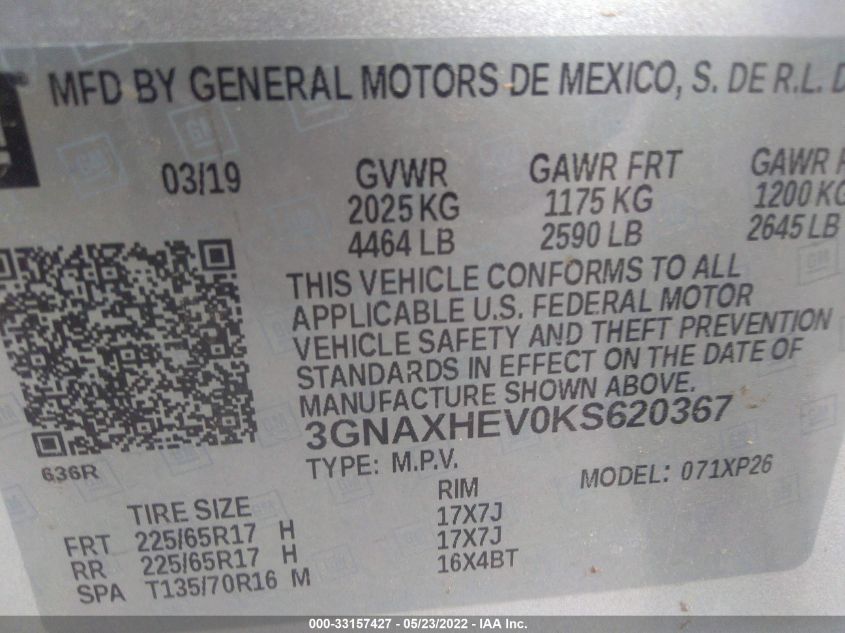 MFD BY GENERAL MOTORS DE MEXICO, S. DE R.L. D
03/19 GVWR GAWR FRT GAWR
2025 KG 1175 KG 1200 KG
4464 LB 2590 LB 2645 LB
THIS VEHICLE CONFORMS TO ALL
APPLICABLE U.S. FEDERAL MOTOR
VEHICLE SAFETY AND THEFT PREVENTION
STANDARDS IN EFFECT ON THE DATE OF
MANUFACTURE SHOWN ABOVE.
3GNAXHEV0KS620367
636R
TYPE: M.P.V. MODEL: 071XP26
TIRE SIZE RIM
FRT 225/65R17 H 17X7J
RR 225/65R17 H 17X7J
SPA T135/70R16 M 16X4BT
000-33157427 - 05/23/2022 - IAA Inc.